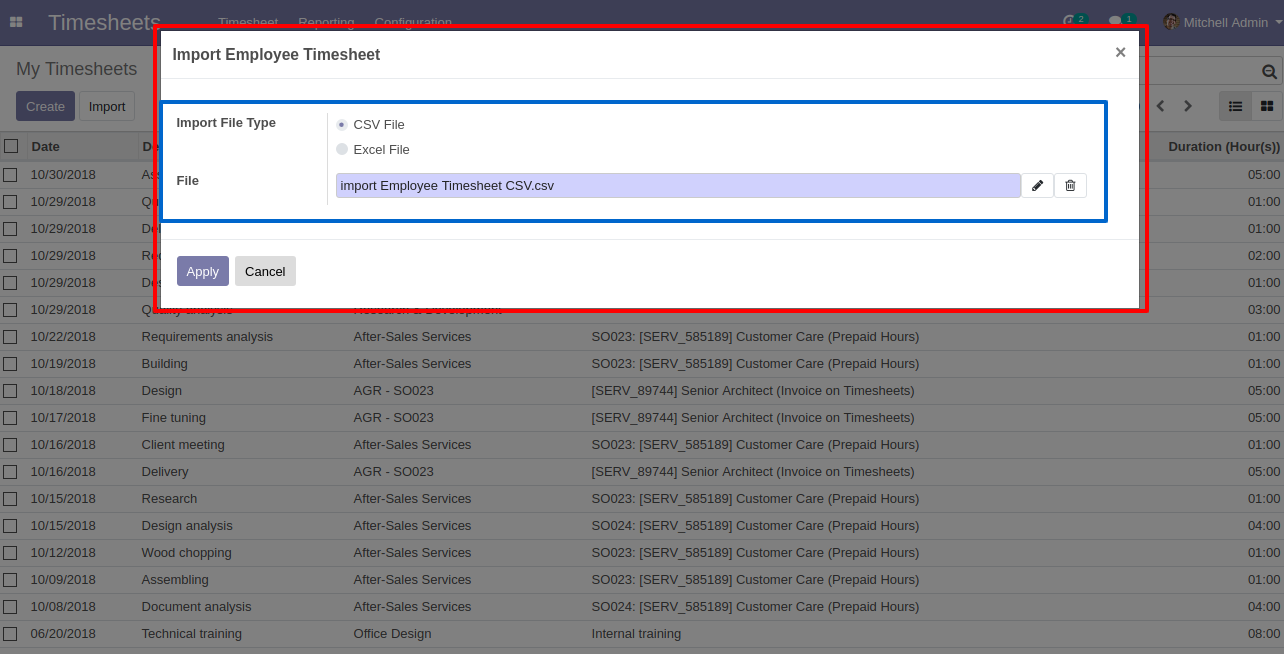 Timesheets Timesheet Reporting Configuration 2 1 Mitchell Admin
Import Employee Timesheet ×
My Timesheets
Create Import
Import File Type CSV File
Excel File
File import Employee Timesheet CSV.csv
Apply Cancel
Date Duration (Hour(s))
10/30/2018 05:00
10/29/2018 01:00
10/29/2018 01:00
10/29/2018 02:00
10/29/2018 01:00
10/29/2018 Quality analysis Research & Development 03:00
10/22/2018 Requirements analysis After-Sales Services SO023: [SERV_585189] Customer Care (Prepaid Hours) 01:00
10/19/2018 Building After-Sales Services SO023: [SERV_585189] Customer Care (Prepaid Hours) 01:00
10/18/2018 Design AGR - SO023 [SERV_89744] Senior Architect (Invoice on Timesheets) 05:00
10/17/2018 Fine tuning AGR - SO023 [SERV_89744] Senior Architect (Invoice on Timesheets) 05:00
10/16/2018 Client meeting After-Sales Services SO023: [SERV_585189] Customer Care (Prepaid Hours) 01:00
10/16/2018 Delivery AGR - SO023 [SERV_89744] Senior Architect (Invoice on Timesheets) 05:00
10/15/2018 Research After-Sales Services SO023: [SERV_585189] Customer Care (Prepaid Hours) 01:00
10/15/2018 Design analysis After-Sales Services SO024: [SERV_585189] Customer Care (Prepaid Hours) 04:00
10/12/2018 Wood chopping After-Sales Services SO023: [SERV_585189] Customer Care (Prepaid Hours) 01:00
10/09/2018 Assembling After-Sales Services SO023: [SERV_585189] Customer Care (Prepaid Hours) 01:00
10/08/2018 Document analysis After-Sales Services SO024: [SERV_585189] Customer Care (Prepaid Hours) 04:00
06/20/2018 Technical training Office Design Internal training 08:00